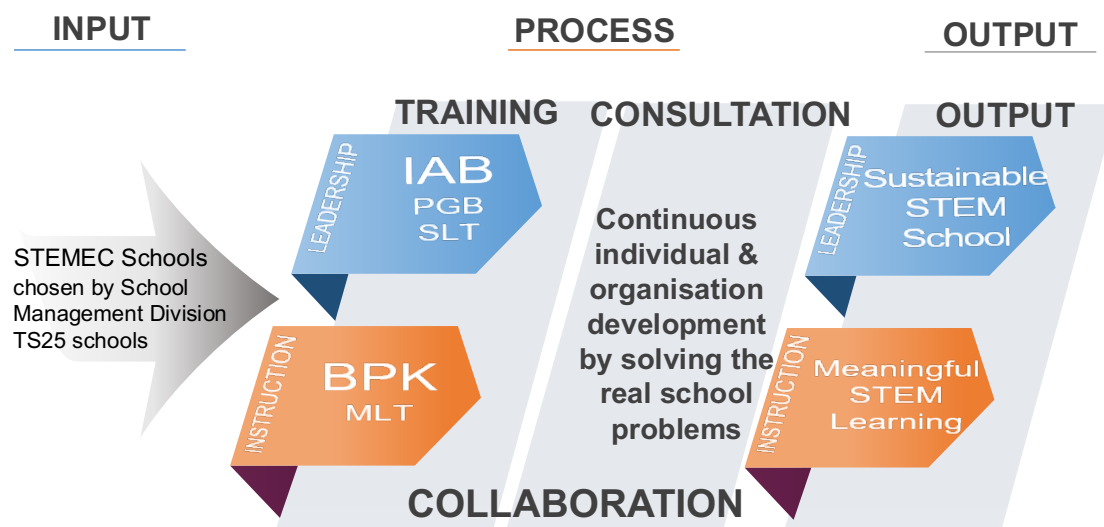 INPUT
PROCESS
OUTPUT
TRAINING
CONSULTATION
OUTPUT
LEADERSHIP
IAB
PGB
SLT
LEADERSHIP
Sustainable
STEM
School
STEMEC Schools
chosen by School
Management Division
TS25 schools
Continuous
individual &
organisation
development
by solving the
real school
problems
INSTRUCTION
BPK
MLT
INSTRUCTION
Meaningful
STEM
Learning
COLLABORATION